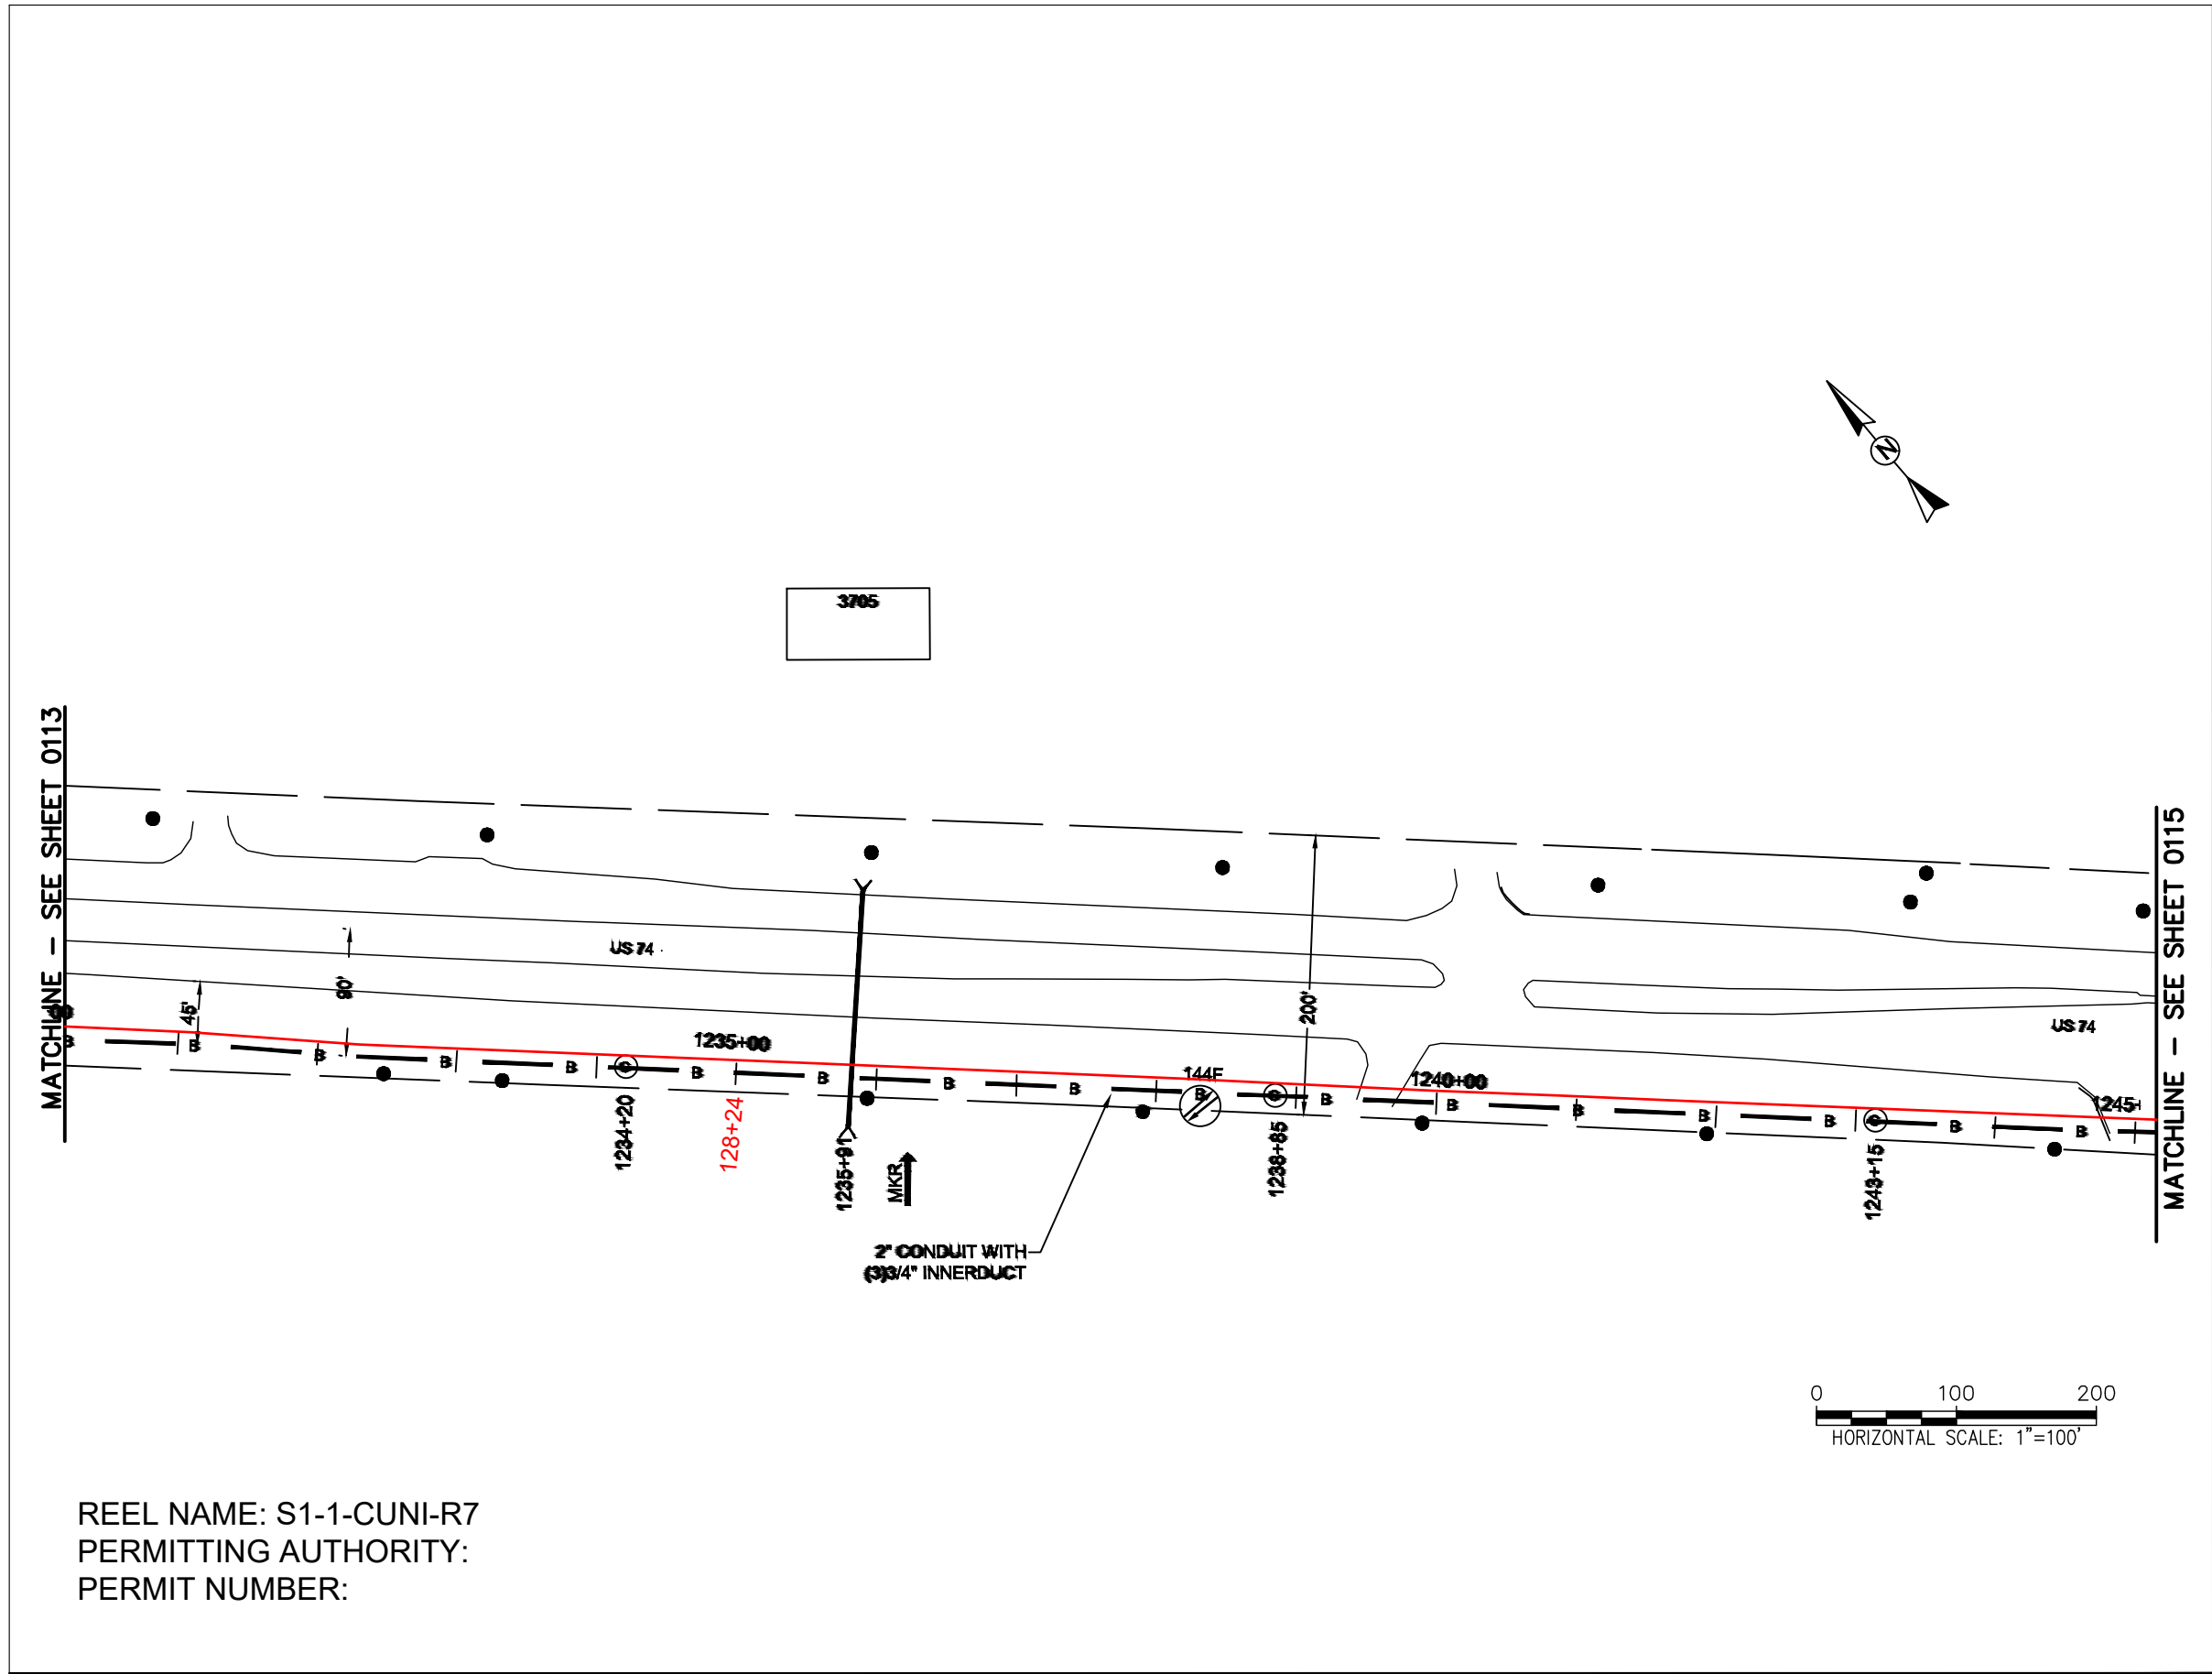 N
3705
MATCHLINE - SEE SHEET 0113
MATCHLINE - SEE SHEET 0115
US 74
90'
45'
200'
00
US 74
1235+00
144F
1240+00
1245+
B B B B B B B B B B B B B B B B B
C C C
1234+20
128+24
1235+91
MKR
1238+85
1243+15
2" CONDUIT WITH
(3)3/4" INNERDUCT
0 100 200
HORIZONTAL SCALE: 1"=100'
REEL NAME: S1-1-CUNI-R7
PERMITTING AUTHORITY:
PERMIT NUMBER: